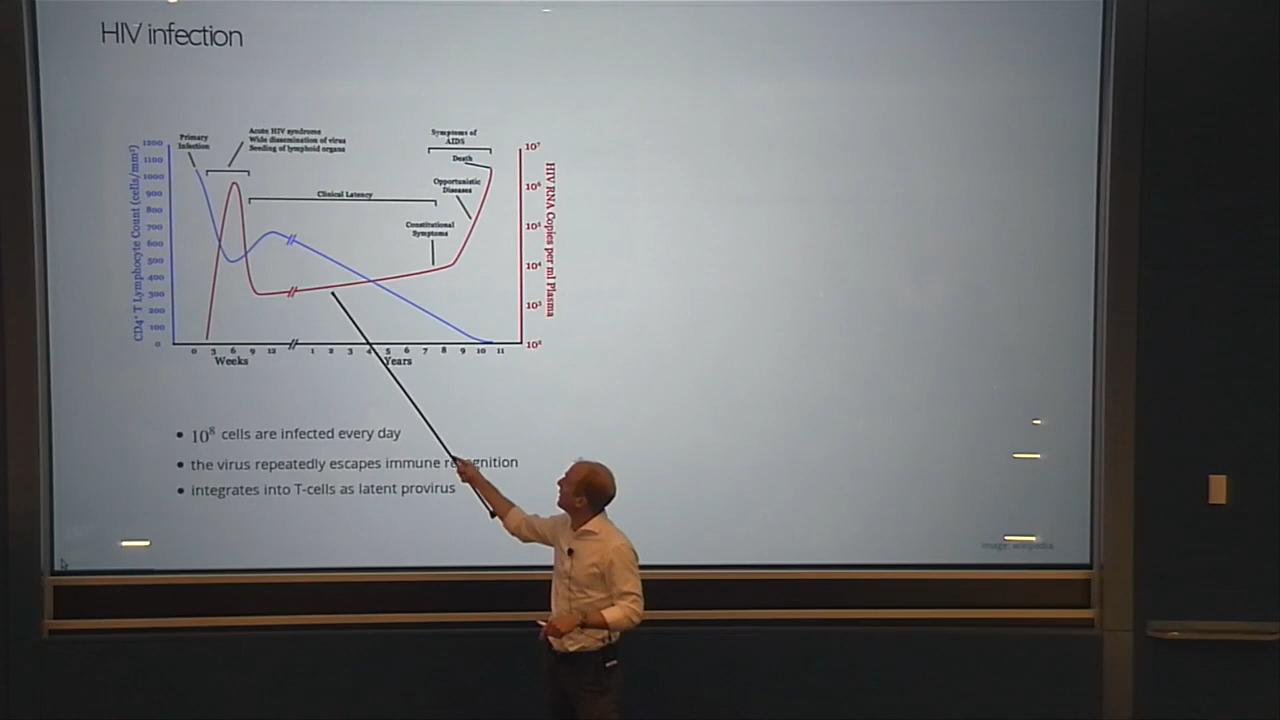 HIV infection
Primary
Infection
Acute HIV syndrome
Wide dissemination of virus
Seeding of lymphoid organs
Symptoms of
AIDS
Death
Opportunistic
Diseases
Clinical Latency
Constitutional
Symptoms
CD4⁺ T Lymphocyte Count (cells/mm³)
1200
1100
1000
900
800
700
600
500
400
300
200
100
0
10⁷
10⁶
10⁵
10⁴
10³
10²
HIV RNA Copies per ml Plasma
0 3 6 9 12 1 2 3 4 5 6 7 8 9 10 11
Weeks Years
• 10⁸ cells are infected every day
• the virus repeatedly escapes immune recognition
• integrates into T-cells as latent provirus
image: wikipedia